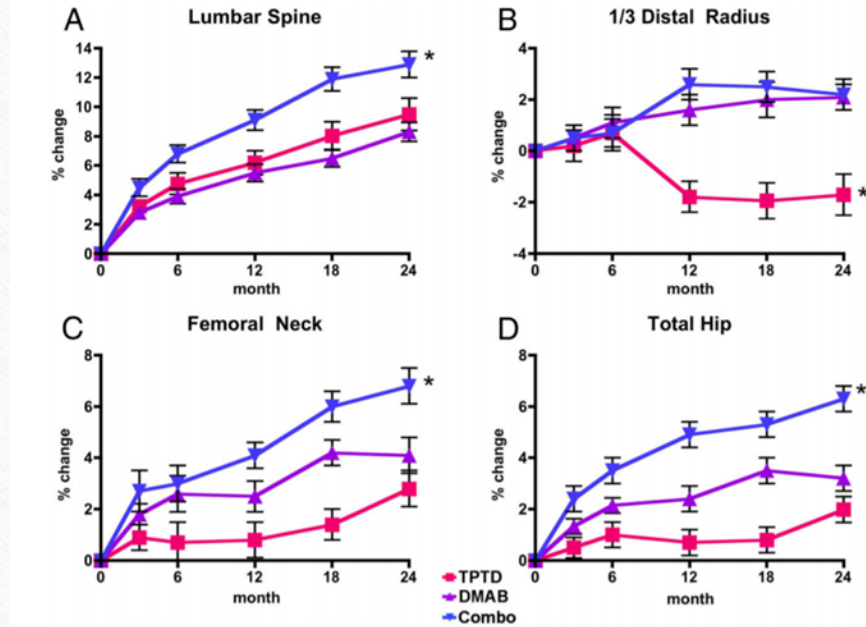 A
Lumbar Spine
14
12
10
8
6
4
2
0
% change
0 6 12 18 24
month
*
B
1/3 Distal Radius
4
2
0
-2
-4
% change
0 6 12 18 24
month
*
C
Femoral Neck
8
6
4
2
0
% change
0 6 12 18 24
month
*
D
Total Hip
8
6
4
2
0
% change
0 6 12 18 24
month
*
TPTD
DMAB
Combo